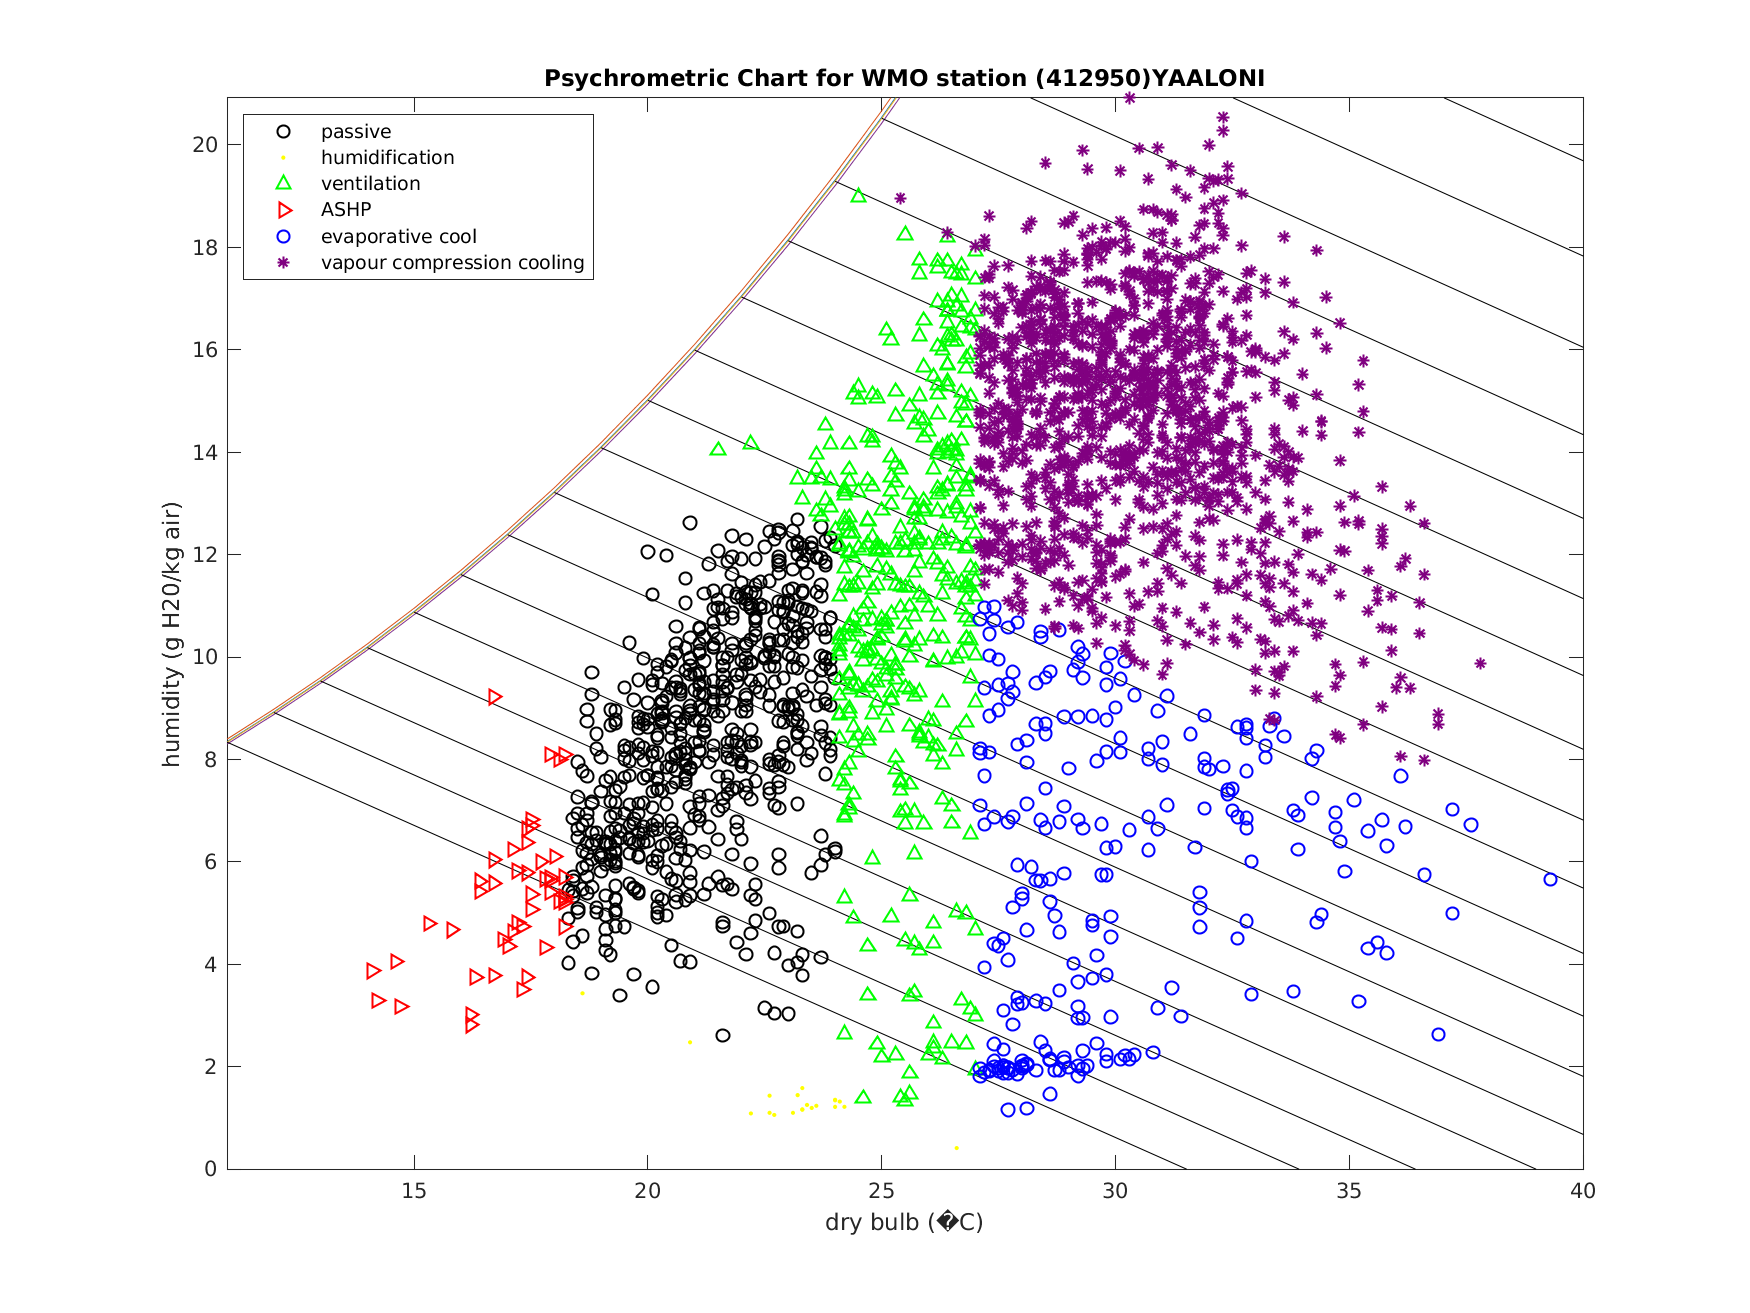 Psychrometric Chart for WMO station (412950)YAALONI
passive
humidification
ventilation
ASHP
evaporative cool
vapour compression cooling
humidity (g H20/kg air)
20
18
16
14
12
10
8
6
4
2
0
15 20 25 30 35 40
dry bulb (�C)